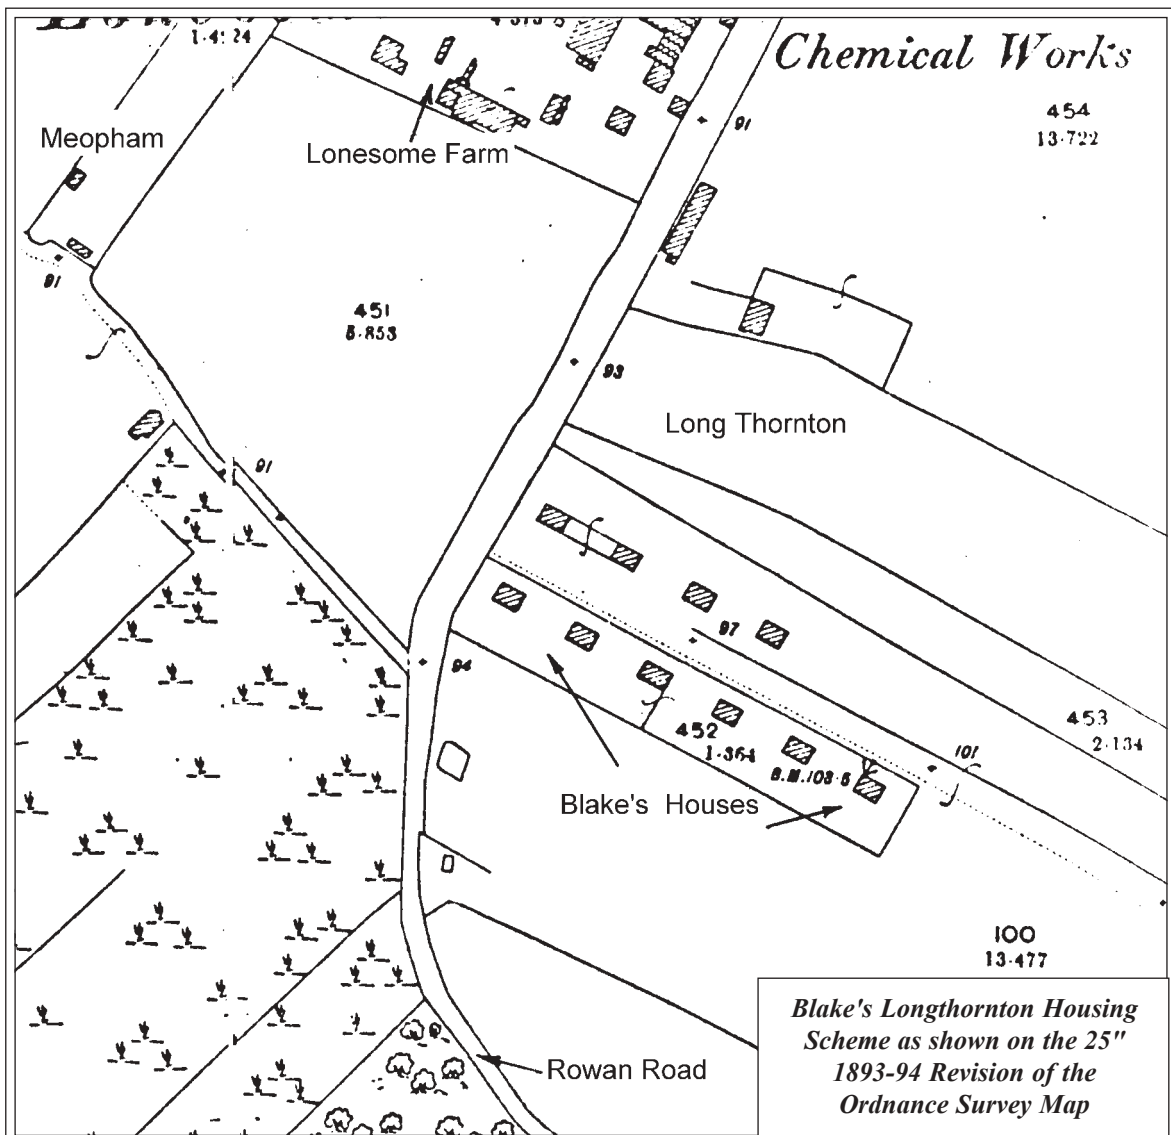 1·4124
Chemical Works
454
13·722
91
Meopham
Lonesome Farm
91
451
5·853
93
Long Thornton
91
97
94
453
2·134
452
1·364
101
B.M.103·5
Blake's Houses
100
13·477
Rowan Road
Blake's Longthornton Housing
Scheme as shown on the 25"
1893-94 Revision of the
Ordnance Survey Map